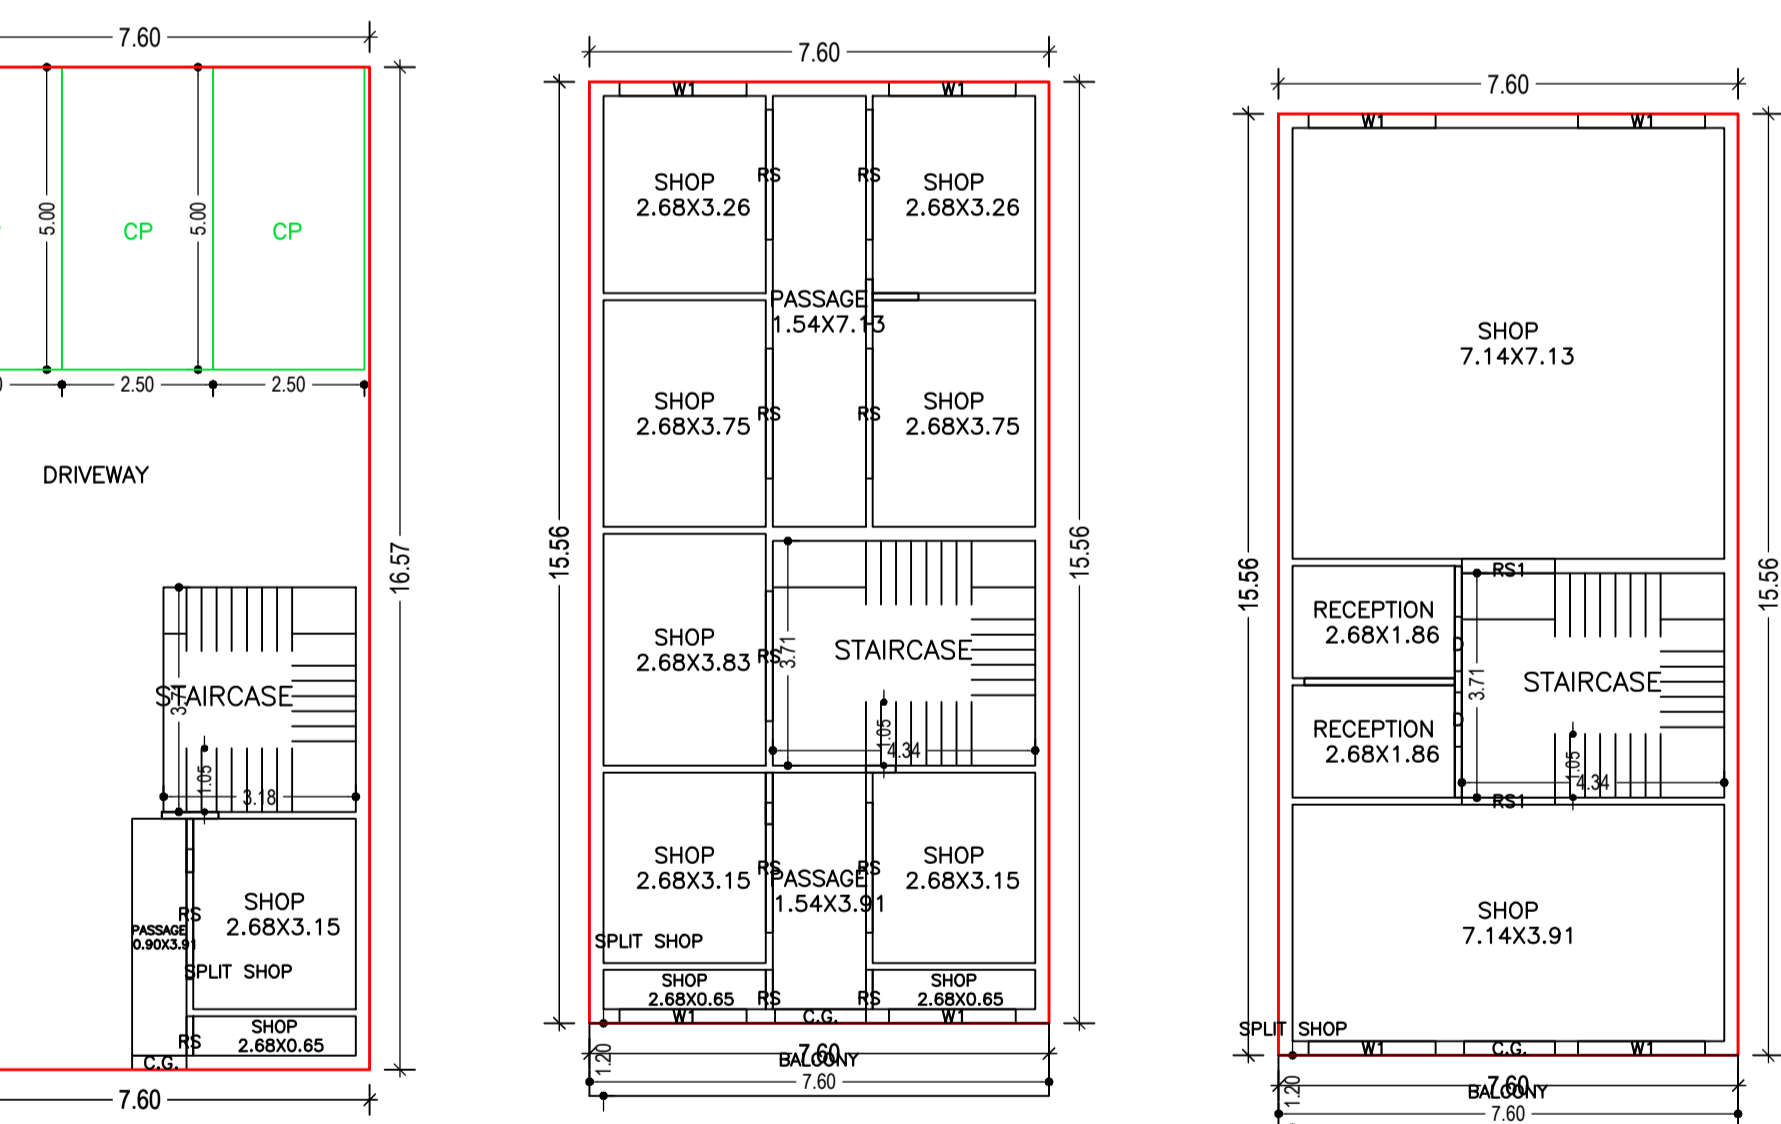 7.60
5.00
CP
5.00
CP
2.50
2.50
DRIVEWAY
16.57
STAIRCASE
1.05
3.18
SHOP
2.68X3.15
RS
PASSAGE
0.90X3.91
SPLIT SHOP
SHOP
2.68X0.65
RS
C.G.
7.60
7.60
W1
W1
SHOP
2.68X3.26
RS
RS
SHOP
2.68X3.26
PASSAGE
1.54X7.13
SHOP
2.68X3.75
RS
RS
SHOP
2.68X3.75
15.56
15.56
SHOP
2.68X3.83
RS
3.71
STAIRCASE
1.05
4.34
SHOP
2.68X3.15
RS
PASSAGE
1.54X3.91
RS
SHOP
2.68X3.15
SPLIT SHOP
SHOP
2.68X0.65
RS
RS
SHOP
2.68X0.65
W1
C.G.
W1
1.20
7.60
BALCONY
7.60
7.60
W1
W1
SHOP
7.14X7.13
15.56
15.56
RS1
RECEPTION
2.68X1.86
D
3.71
STAIRCASE
RECEPTION
2.68X1.86
D
1.05
4.34
RS1
SHOP
7.14X3.91
SPLIT SHOP
W1
C.G.
W1
1.20
7.60
BALCONY
7.60